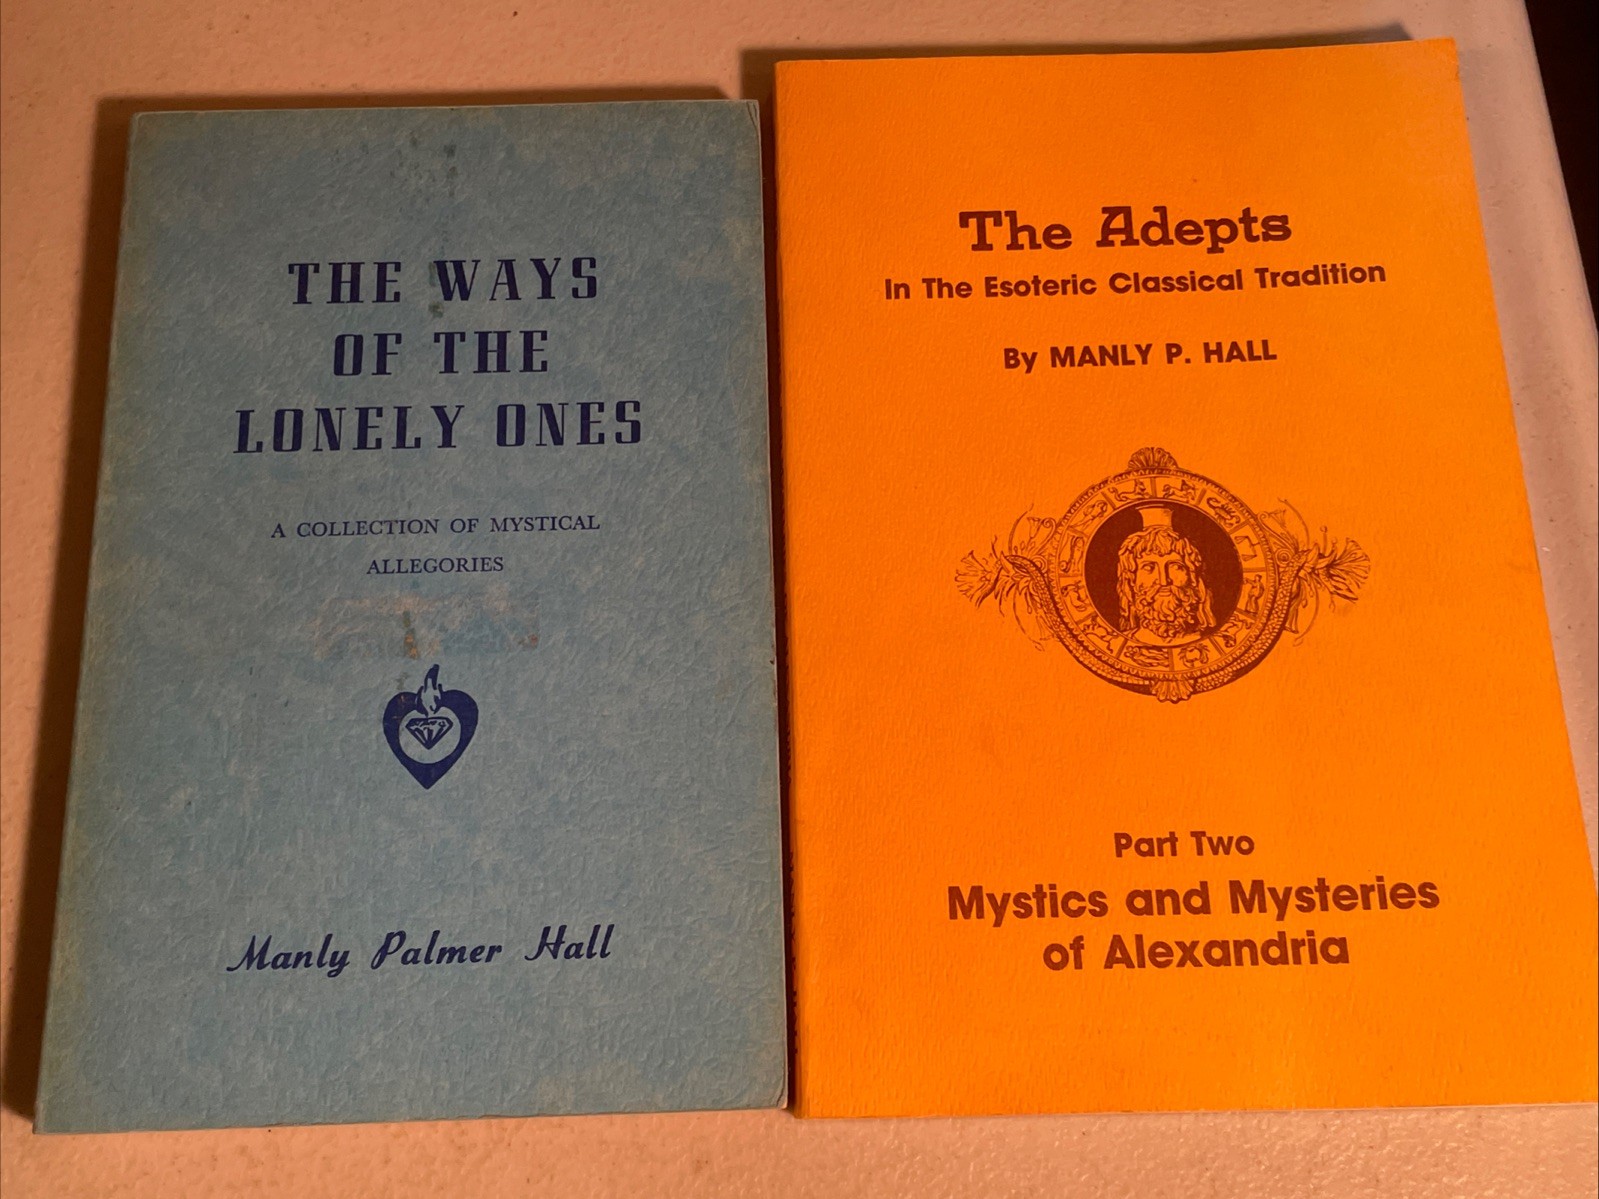 THE WAYS
OF THE
LONELY ONES
A COLLECTION OF MYSTICAL
ALLEGORIES
Manly Palmer Hall
The Adepts
In The Esoteric Classical Tradition
By MANLY P. HALL
Part Two
Mystics and Mysteries
of Alexandria